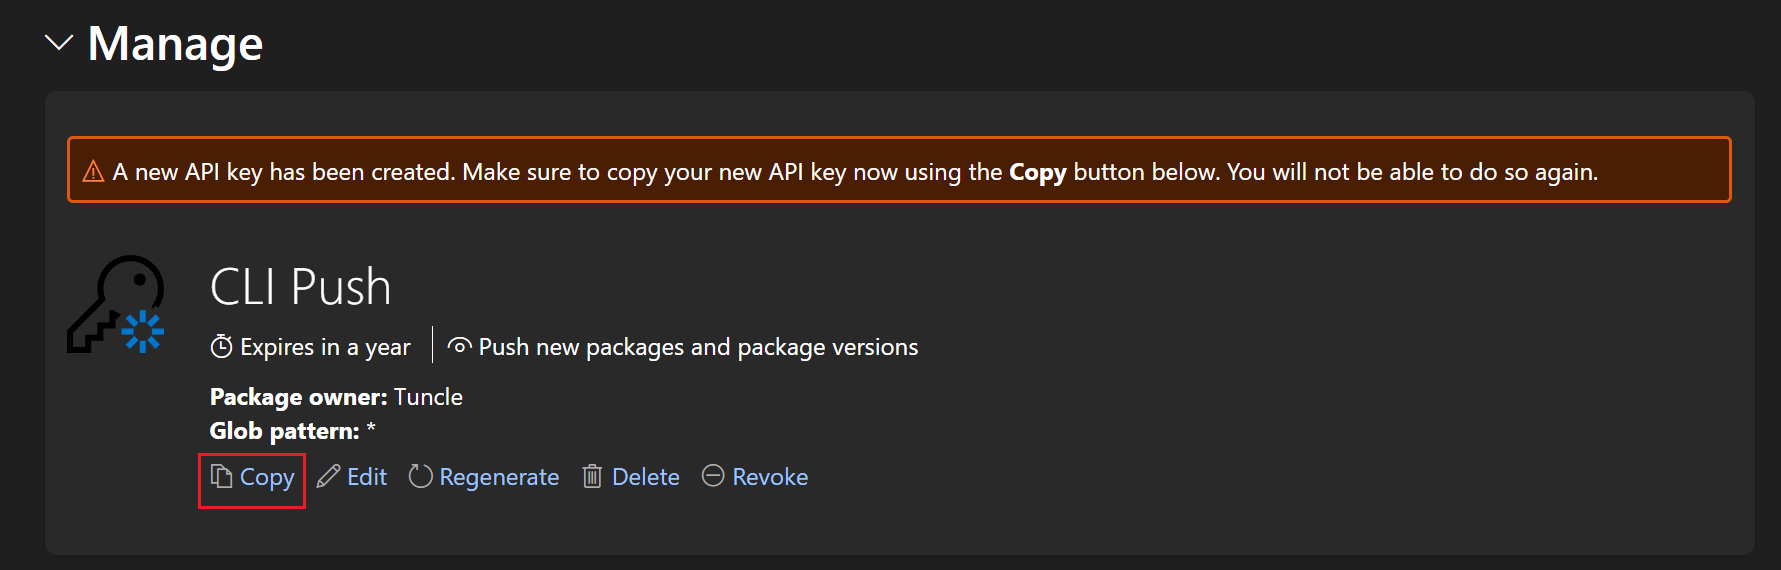 Manage
A new API key has been created. Make sure to copy your new API key now using the Copy button below. You will not be able to do so again.
CLI Push
Expires in a year | Push new packages and package versions
Package owner: Tuncle
Glob pattern: *
Copy Edit Regenerate Delete Revoke